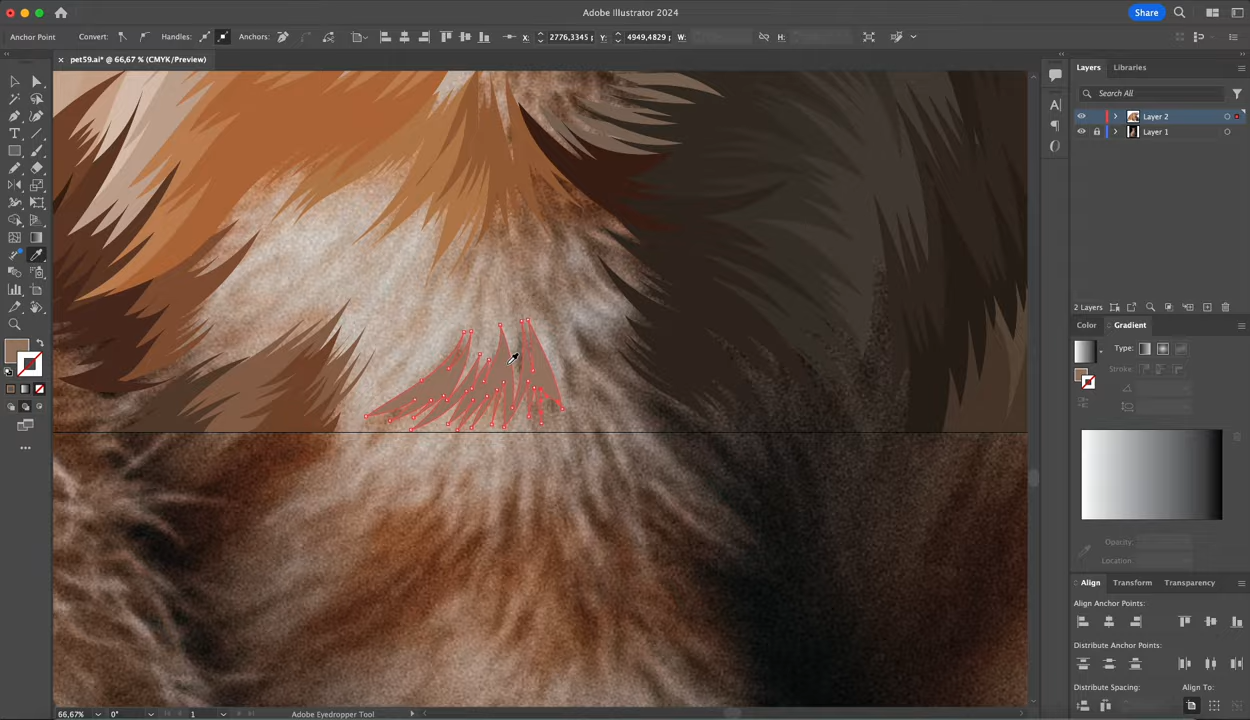 Adobe Illustrator 2024
Share
Anchor Point
Convert:
Handles:
Anchors:
X:
2776,3345
Y:
4949,4829
W:
H:
pet59.ai* @ 66,67 % (CMYK/Preview)
Layers
Libraries
Search All
Layer 2
Layer 1
2 Layers
Color
Gradient
Type:
Stroke:
Opacity:
Location:
Align
Transform
Transparency
Align Anchor Points:
Distribute Anchor Points:
Distribute Spacing:
Align To:
66,67%
0°
1
Adobe Eyedropper Tool